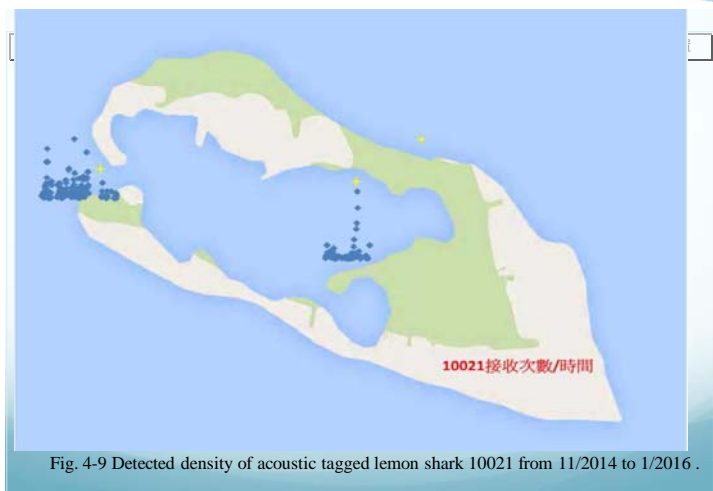 10021接收次數/時間
Fig. 4-9 Detected density of acoustic tagged lemon shark 10021 from 11/2014 to 1/2016 .